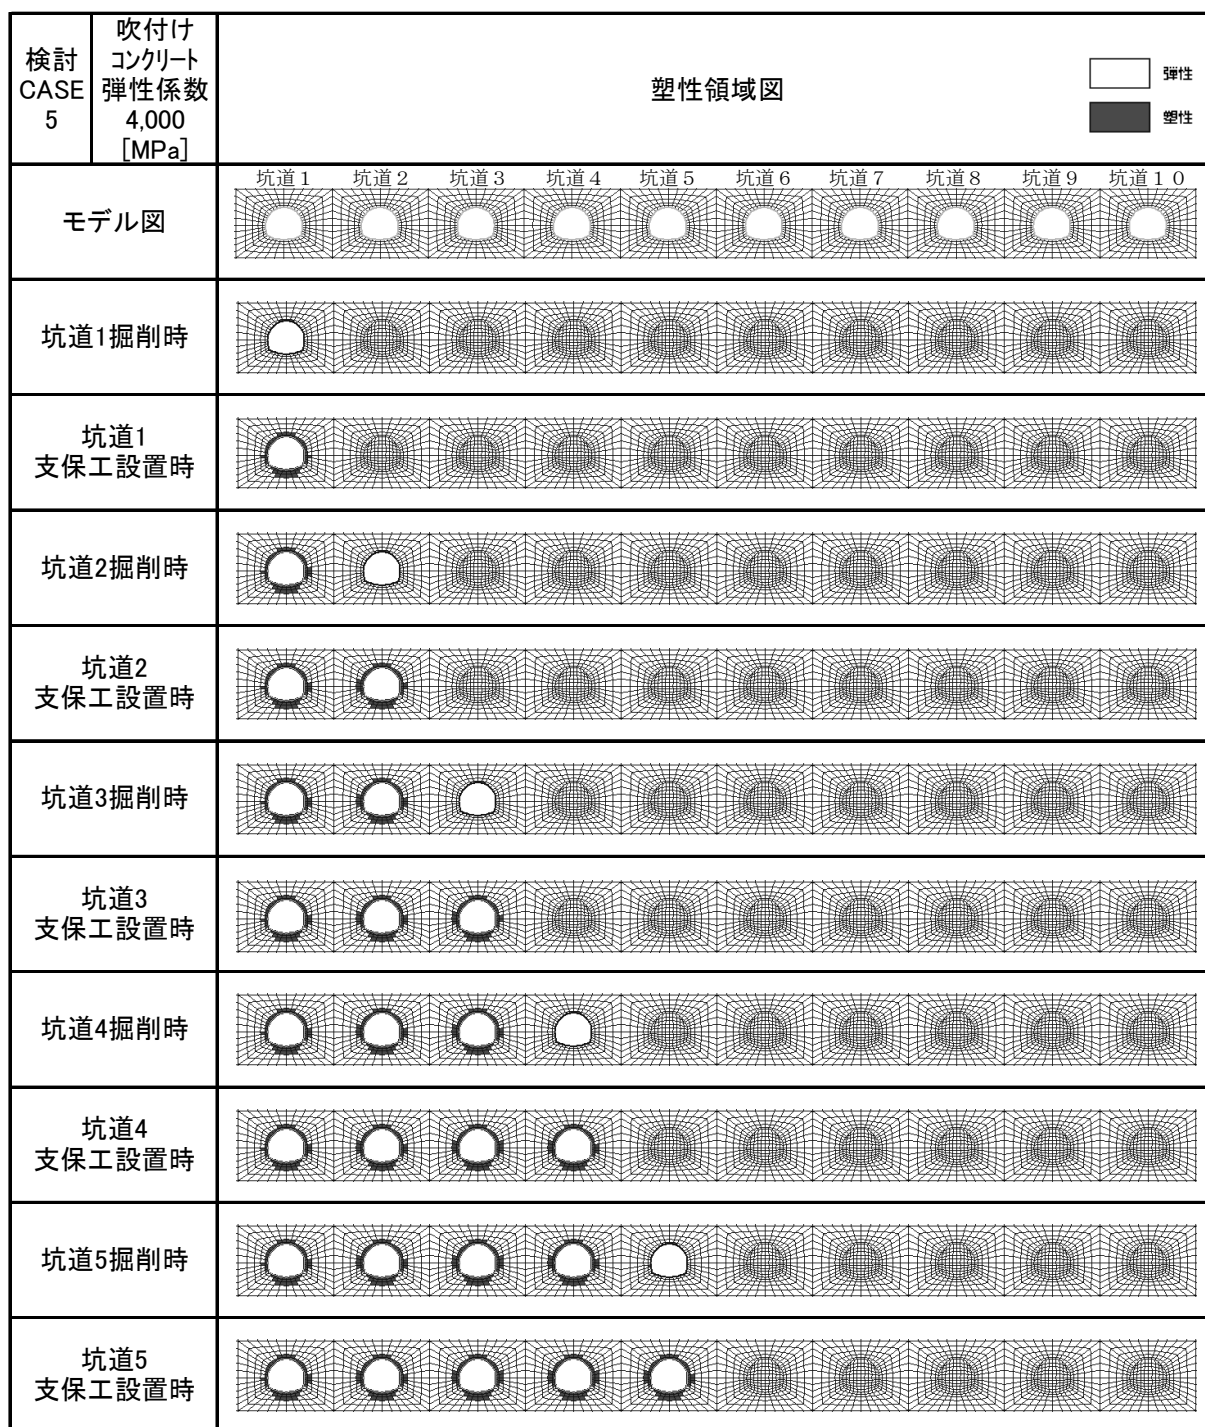 検討
CASE
5
吹付け
コンクリート
弾性係数
4,000
[MPa]
塑性領域図
弾性
塑性
モデル図
坑道1 坑道2 坑道3 坑道4 坑道5 坑道6 坑道7 坑道8 坑道9 坑道10
坑道1掘削時
坑道1
支保工設置時
坑道2掘削時
坑道2
支保工設置時
坑道3掘削時
坑道3
支保工設置時
坑道4掘削時
坑道4
支保工設置時
坑道5掘削時
坑道5
支保工設置時